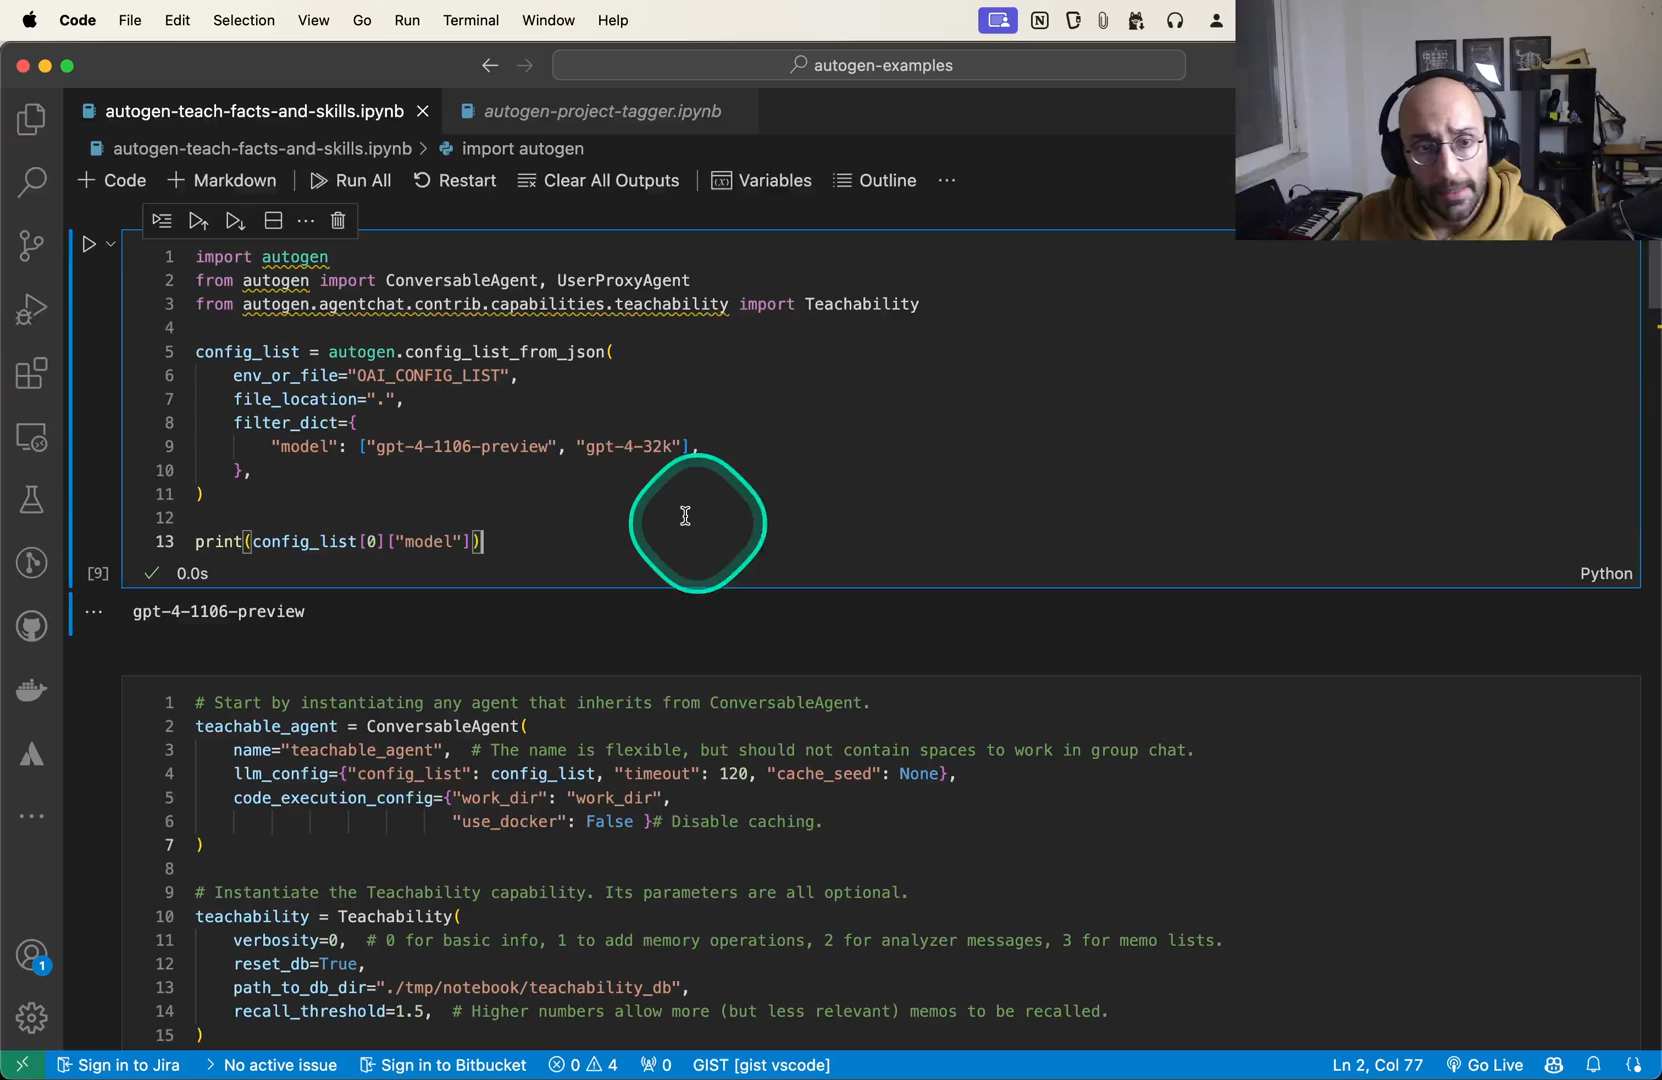 Code File Edit Selection View Go Run Terminal Window Help
autogen-examples
autogen-teach-facts-and-skills.ipynb autogen-project-tagger.ipynb
autogen-teach-facts-and-skills.ipynb > import autogen
+ Code + Markdown Run All Restart Clear All Outputs Variables Outline ...
1 import autogen
2 from autogen import ConversableAgent, UserProxyAgent
3 from autogen.agentchat.contrib.capabilities.teachability import Teachability
4
5 config_list = autogen.config_list_from_json(
6 env_or_file="OAI_CONFIG_LIST",
7 file_location=".",
8 filter_dict={
9 "model": ["gpt-4-1106-preview", "gpt-4-32k"],
10 },
11 )
12
13 print(config_list[0]["model"])
[9] 0.0s Python
... gpt-4-1106-preview
1 # Start by instantiating any agent that inherits from ConversableAgent.
2 teachable_agent = ConversableAgent(
3 name="teachable_agent", # The name is flexible, but should not contain spaces to work in group chat.
4 llm_config={"config_list": config_list, "timeout": 120, "cache_seed": None},
5 code_execution_config={"work_dir": "work_dir",
6 "use_docker": False }# Disable caching.
7 )
8
9 # Instantiate the Teachability capability. Its parameters are all optional.
10 teachability = Teachability(
11 verbosity=0, # 0 for basic info, 1 to add memory operations, 2 for analyzer messages, 3 for memo lists.
12 reset_db=True,
13 path_to_db_dir="./tmp/notebook/teachability_db",
14 recall_threshold=1.5, # Higher numbers allow more (but less relevant) memos to be recalled.
15 )
1
Sign in to Jira > No active issue Sign in to Bitbucket 0 4 0 GIST [gist vscode] Ln 2, Col 77 Go Live